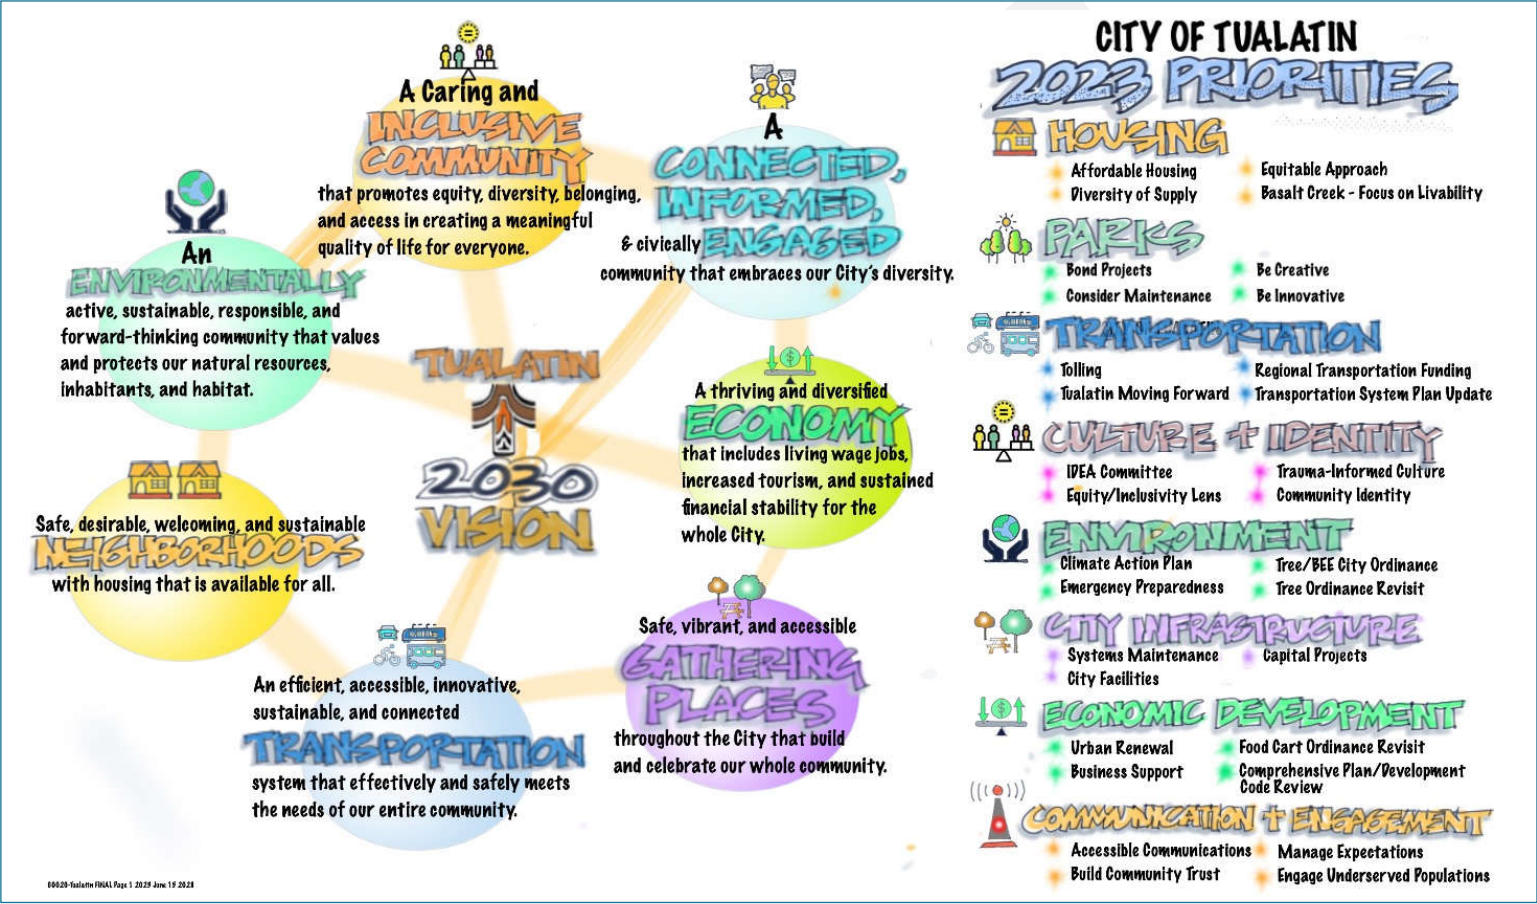 A Caring and
INCLUSIVE
COMMUNITY
that promotes equity, diversity, belonging,
and access in creating a meaningful
quality of life for everyone.
A
CONNECTED,
INFORMED,
& civically ENGAGED
community that embraces our City's diversity.
An
ENVIRONMENTALLY
active, sustainable, responsible, and
forward-thinking community that values
and protects our natural resources,
inhabitants, and habitat.
TUALATIN
2030
VISION
A thriving and diversified
ECONOMY
that includes living wage jobs,
increased tourism, and sustained
financial stability for the
whole City.
Safe, desirable, welcoming, and sustainable
NEIGHBORHOODS
with housing that is available for all.
Safe, vibrant, and accessible
GATHERING
PLACES
throughout the City that build
and celebrate our whole community.
An efficient, accessible, innovative,
sustainable, and connected
TRANSPORTATION
system that effectively and safely meets
the needs of our entire community.
CITY OF TUALATIN
2023 PRIORITIES
HOUSING
Affordable Housing
Equitable Approach
Diversity of Supply
Basalt Creek - Focus on Livability
PARKS
Bond Projects
Be Creative
Consider Maintenance
Be Innovative
TRANSPORTATION
Tolling
Regional Transportation Funding
Tualatin Moving Forward
Transportation System Plan Update
CULTURE + IDENTITY
IDEA Committee
Trauma-Informed Culture
Equity/Inclusivity Lens
Community Identity
ENVIRONMENT
Climate Action Plan
Tree/BEE City Ordinance
Emergency Preparedness
Tree Ordinance Revisit
CITY INFRASTRUCTURE
Systems Maintenance
Capital Projects
City Facilities
ECONOMIC DEVELOPMENT
Urban Renewal
Food Cart Ordinance Revisit
Business Support
Comprehensive Plan/Development
Code Review
COMMUNICATION + ENGAGEMENT
Accessible Communications
Manage Expectations
Build Community Trust
Engage Underserved Populations
FINAL Page 1 2023 June 15 2023